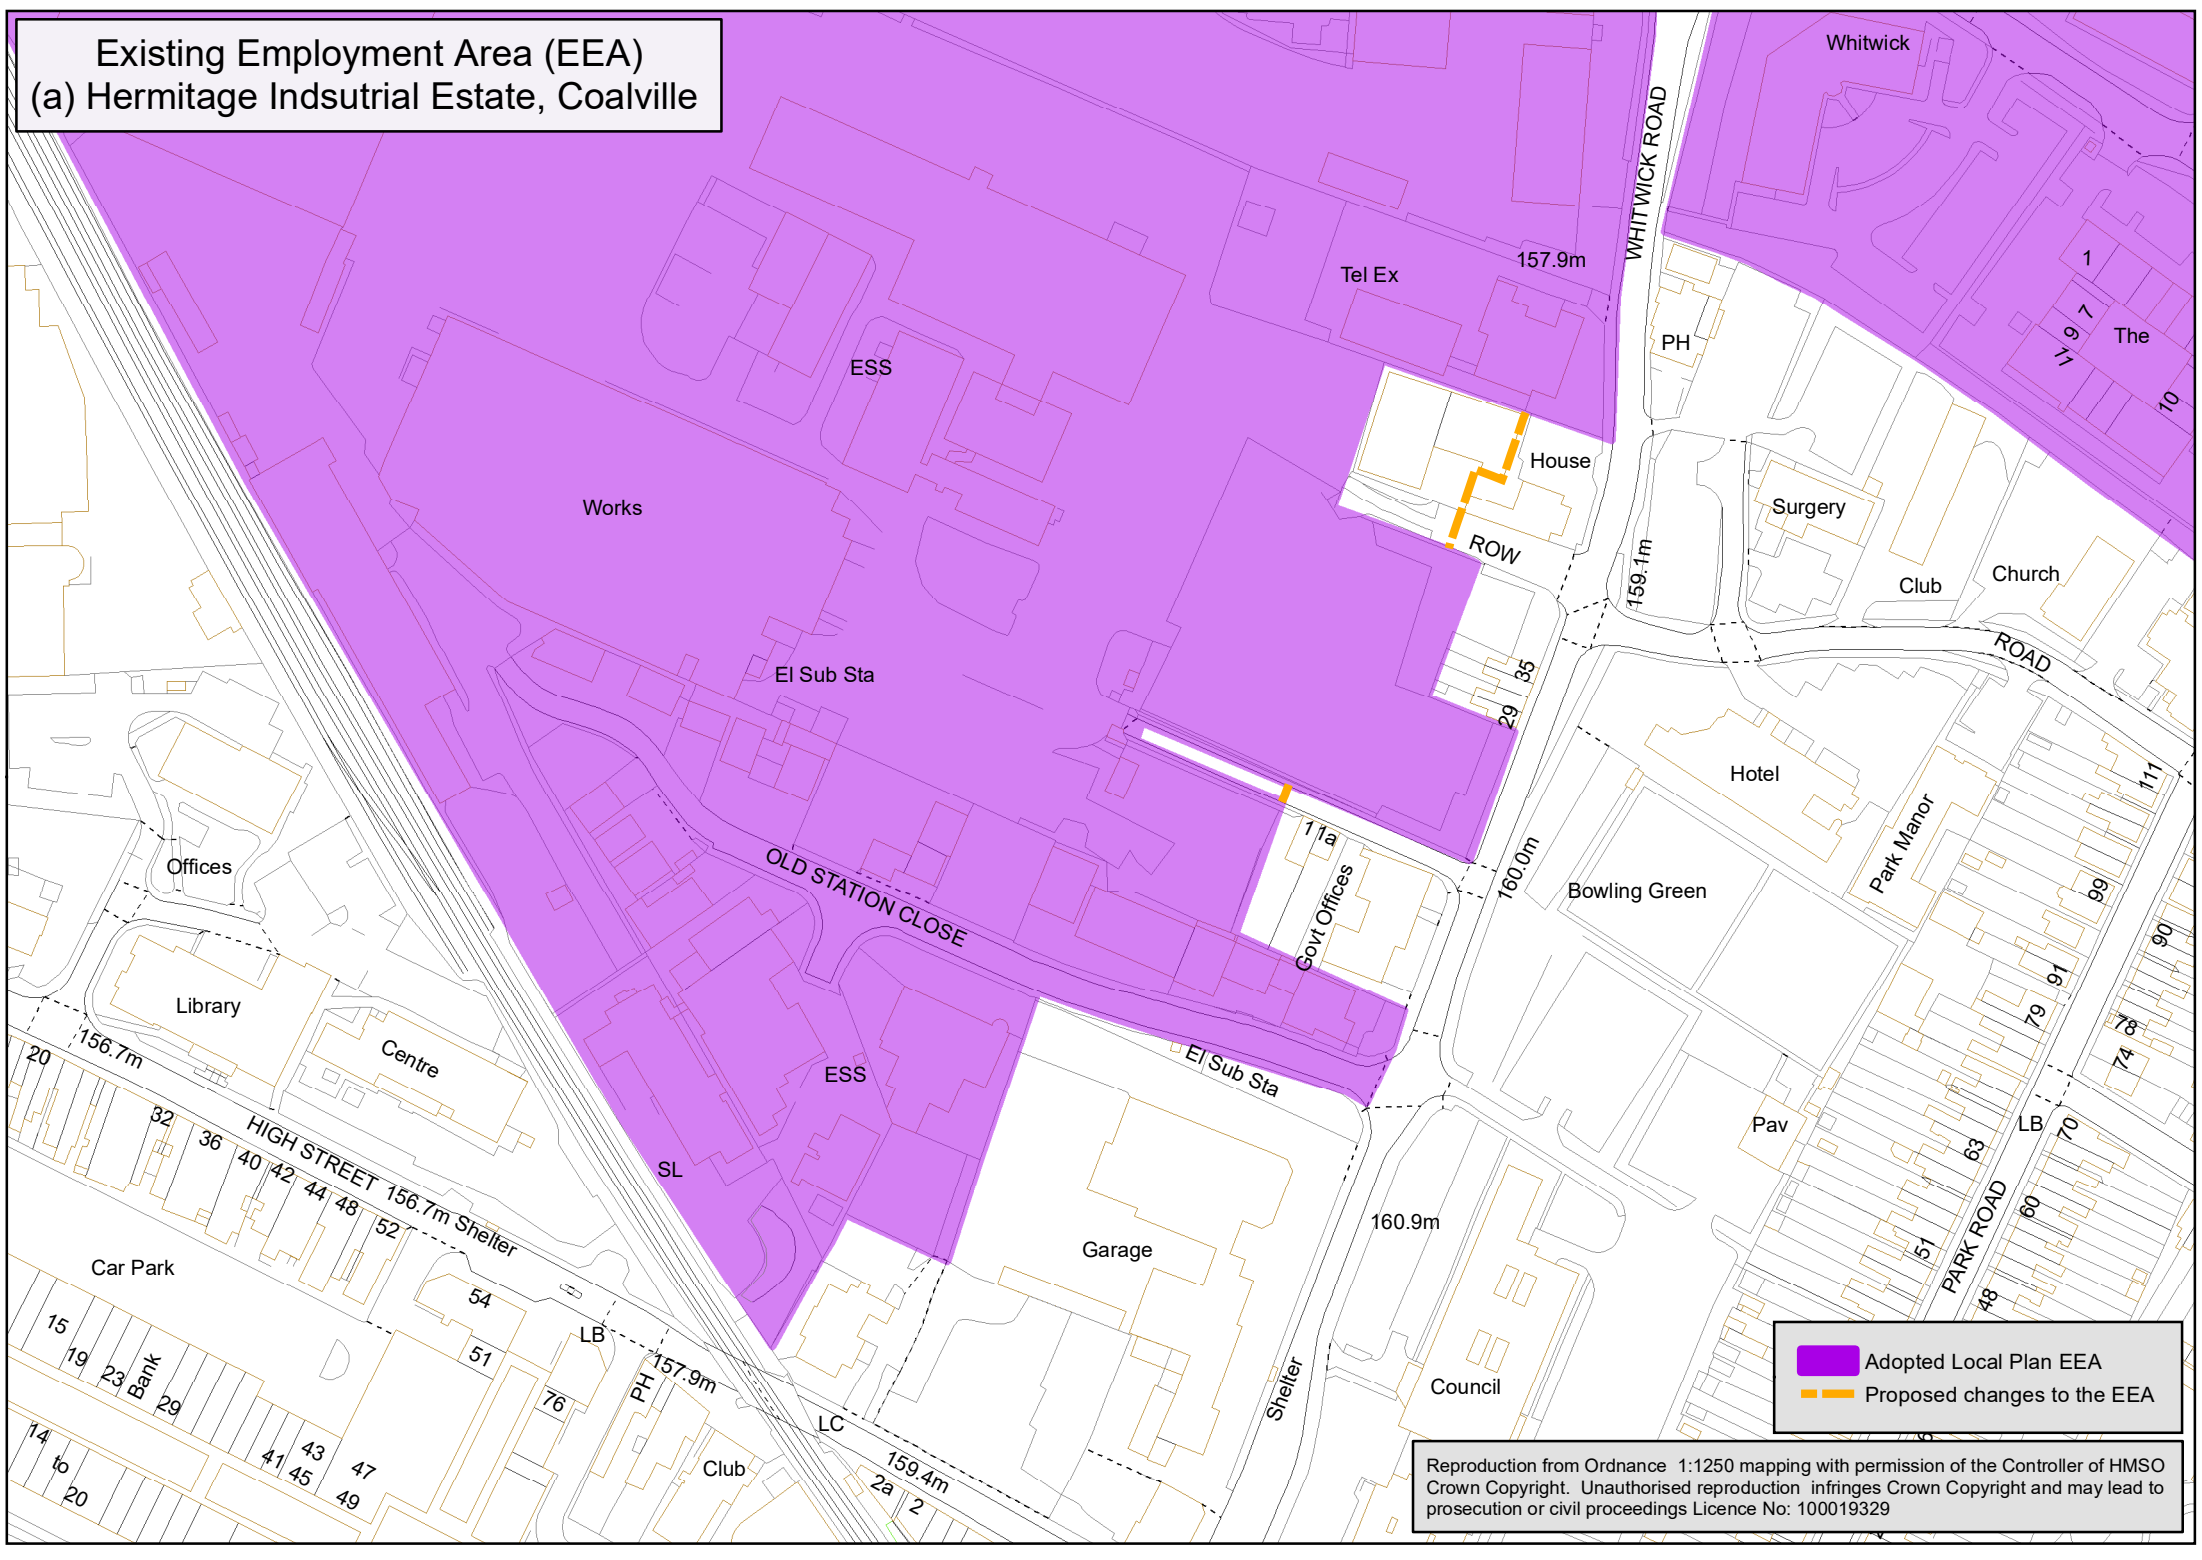 Existing Employment Area (EEA)
(a) Hermitage Indsutrial Estate, Coalville
Whitwick
WHITWICK ROAD
157.9m
Tel Ex
1
7
9
11
The
10
PH
ESS
House
Works
Surgery
ROW
159.1m
Club
Church
ROAD
35
29
El Sub Sta
Hotel
111
Park Manor
11a
Govt Offices
160.0m
Bowling Green
99
90
91
79
78
74
Offices
OLD STATION CLOSE
Library
Centre
156.7m
20
El Sub Sta
ESS
Pav
LB
70
63
60
51
48
PARK ROAD
32
36
40
42
44
48
52
HIGH STREET
156.7m
Shelter
SL
160.9m
Garage
Car Park
54
51
LB
76
PH
157.9m
15
19
23
Bank
29
Shelter
Council
LC
14
to
20
41
43
45
47
49
Club
159.4m
2a
2
Adopted Local Plan EEA
Proposed changes to the EEA
Reproduction from Ordnance 1:1250 mapping with permission of the Controller of HMSO
Crown Copyright. Unauthorised reproduction infringes Crown Copyright and may lead to
prosecution or civil proceedings Licence No: 100019329